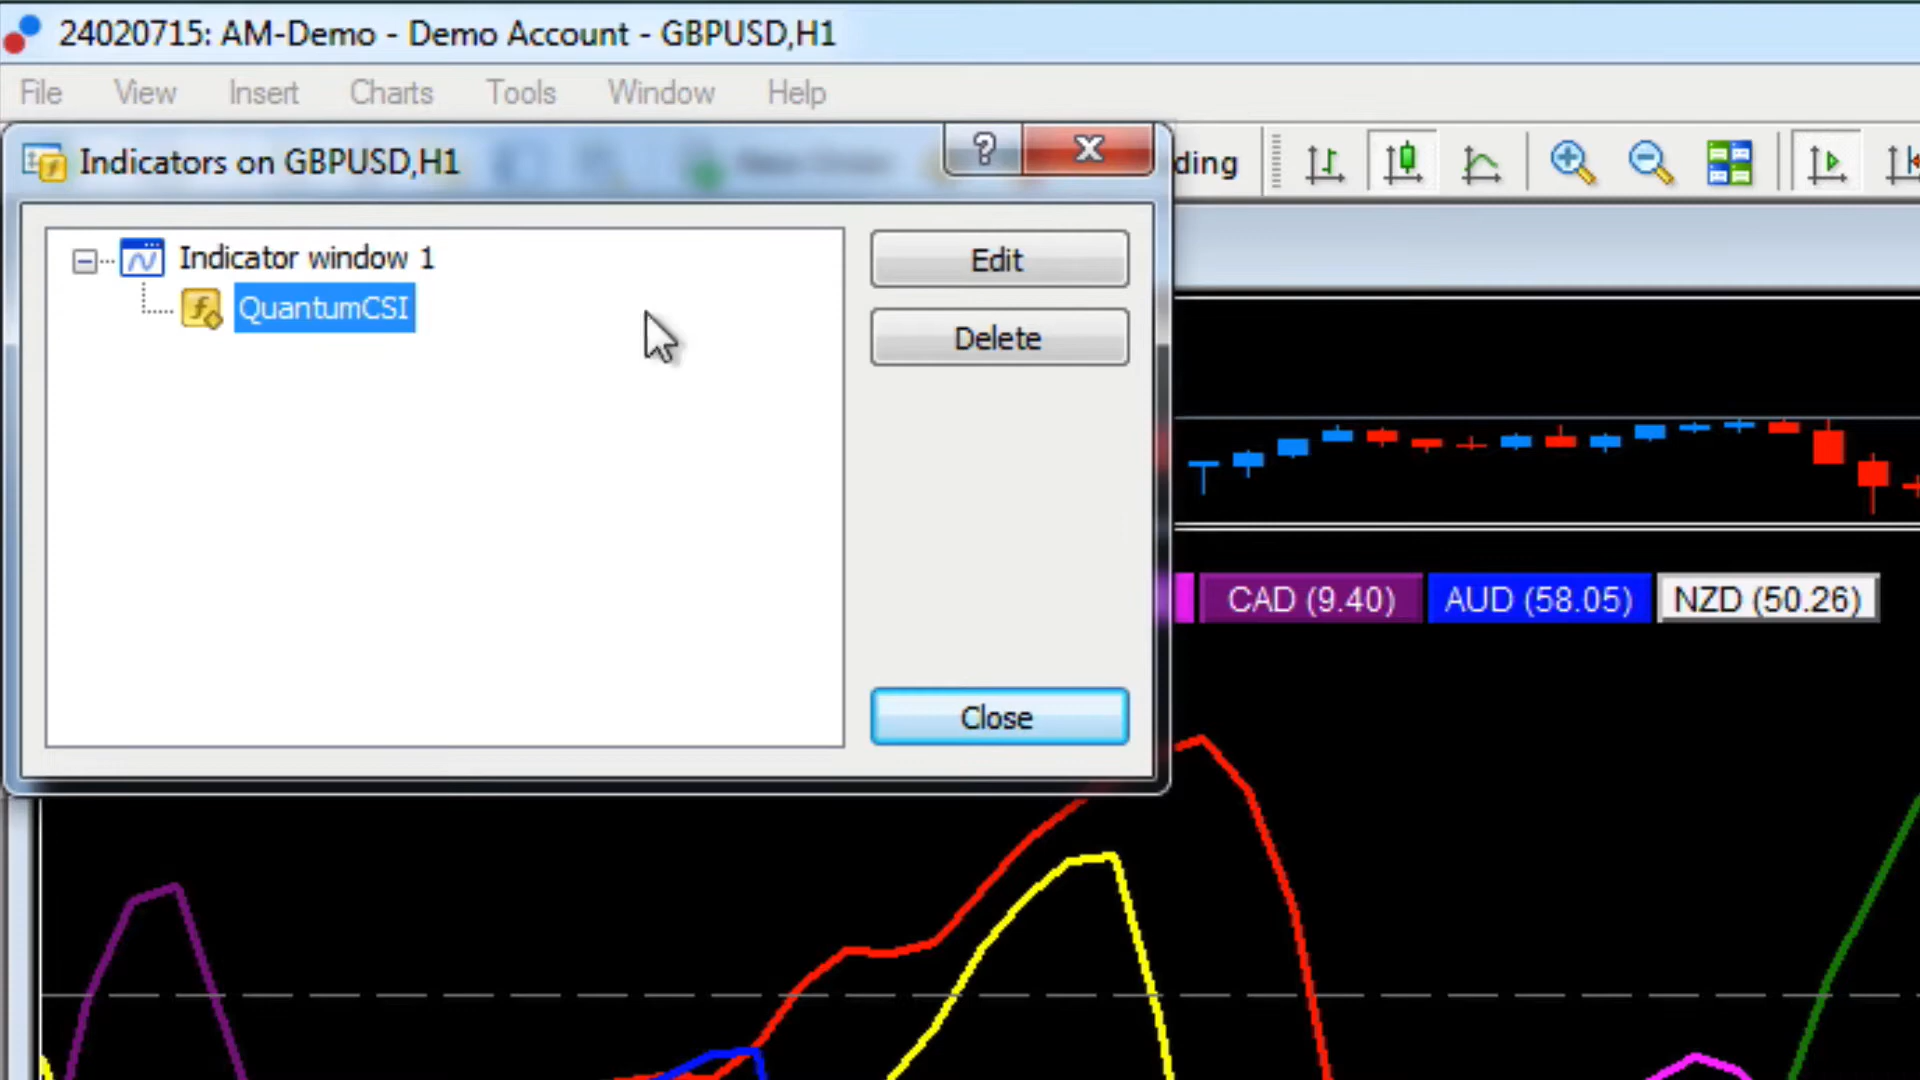 24020715: AM-Demo - Demo Account - GBPUSD,H1
File View Insert Charts Tools Window Help
Indicators on GBPUSD,H1
?
ding
Indicator window 1
QuantumCSI
Edit
Delete
Close
CAD (9.40) AUD (58.05) NZD (50.26)